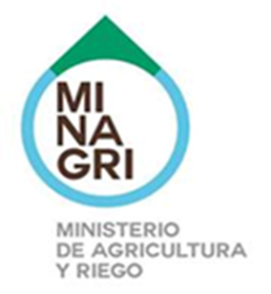 MI
NA
GRI
MINISTERIO
DE AGRICULTURA
Y RIEGO